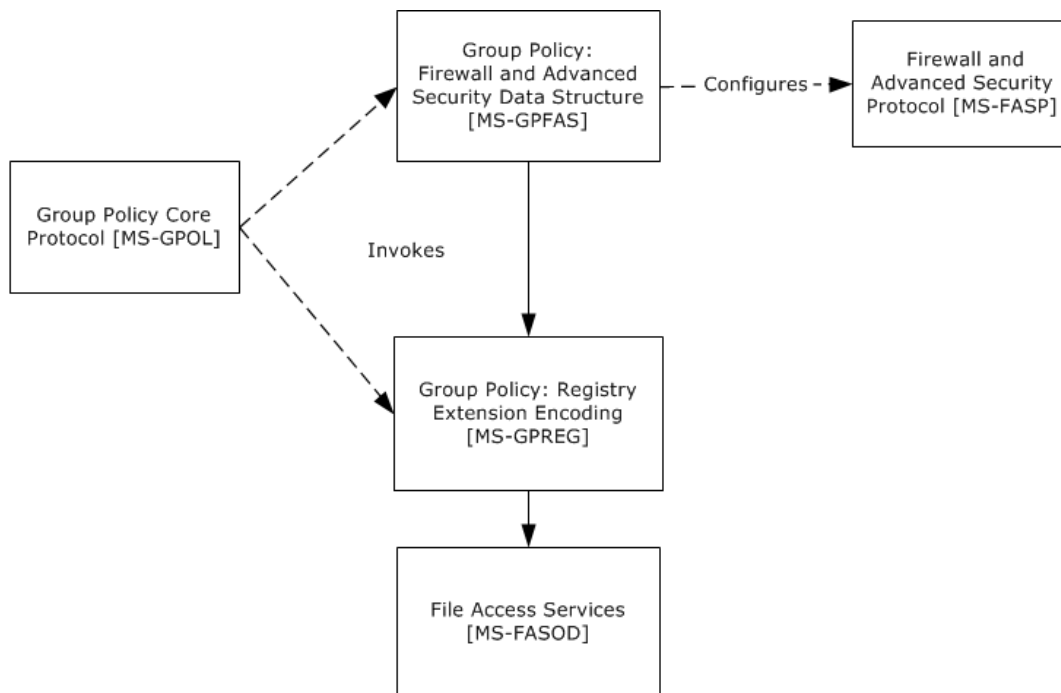 Group Policy:
Firewall and Advanced
Security Data Structure
[MS-GPFAS]
Configures
Firewall and
Advanced Security
Protocol [MS-FASP]
Group Policy Core
Protocol [MS-GPOL]
Invokes
Group Policy: Registry
Extension Encoding
[MS-GPREG]
File Access Services
[MS-FASOD]